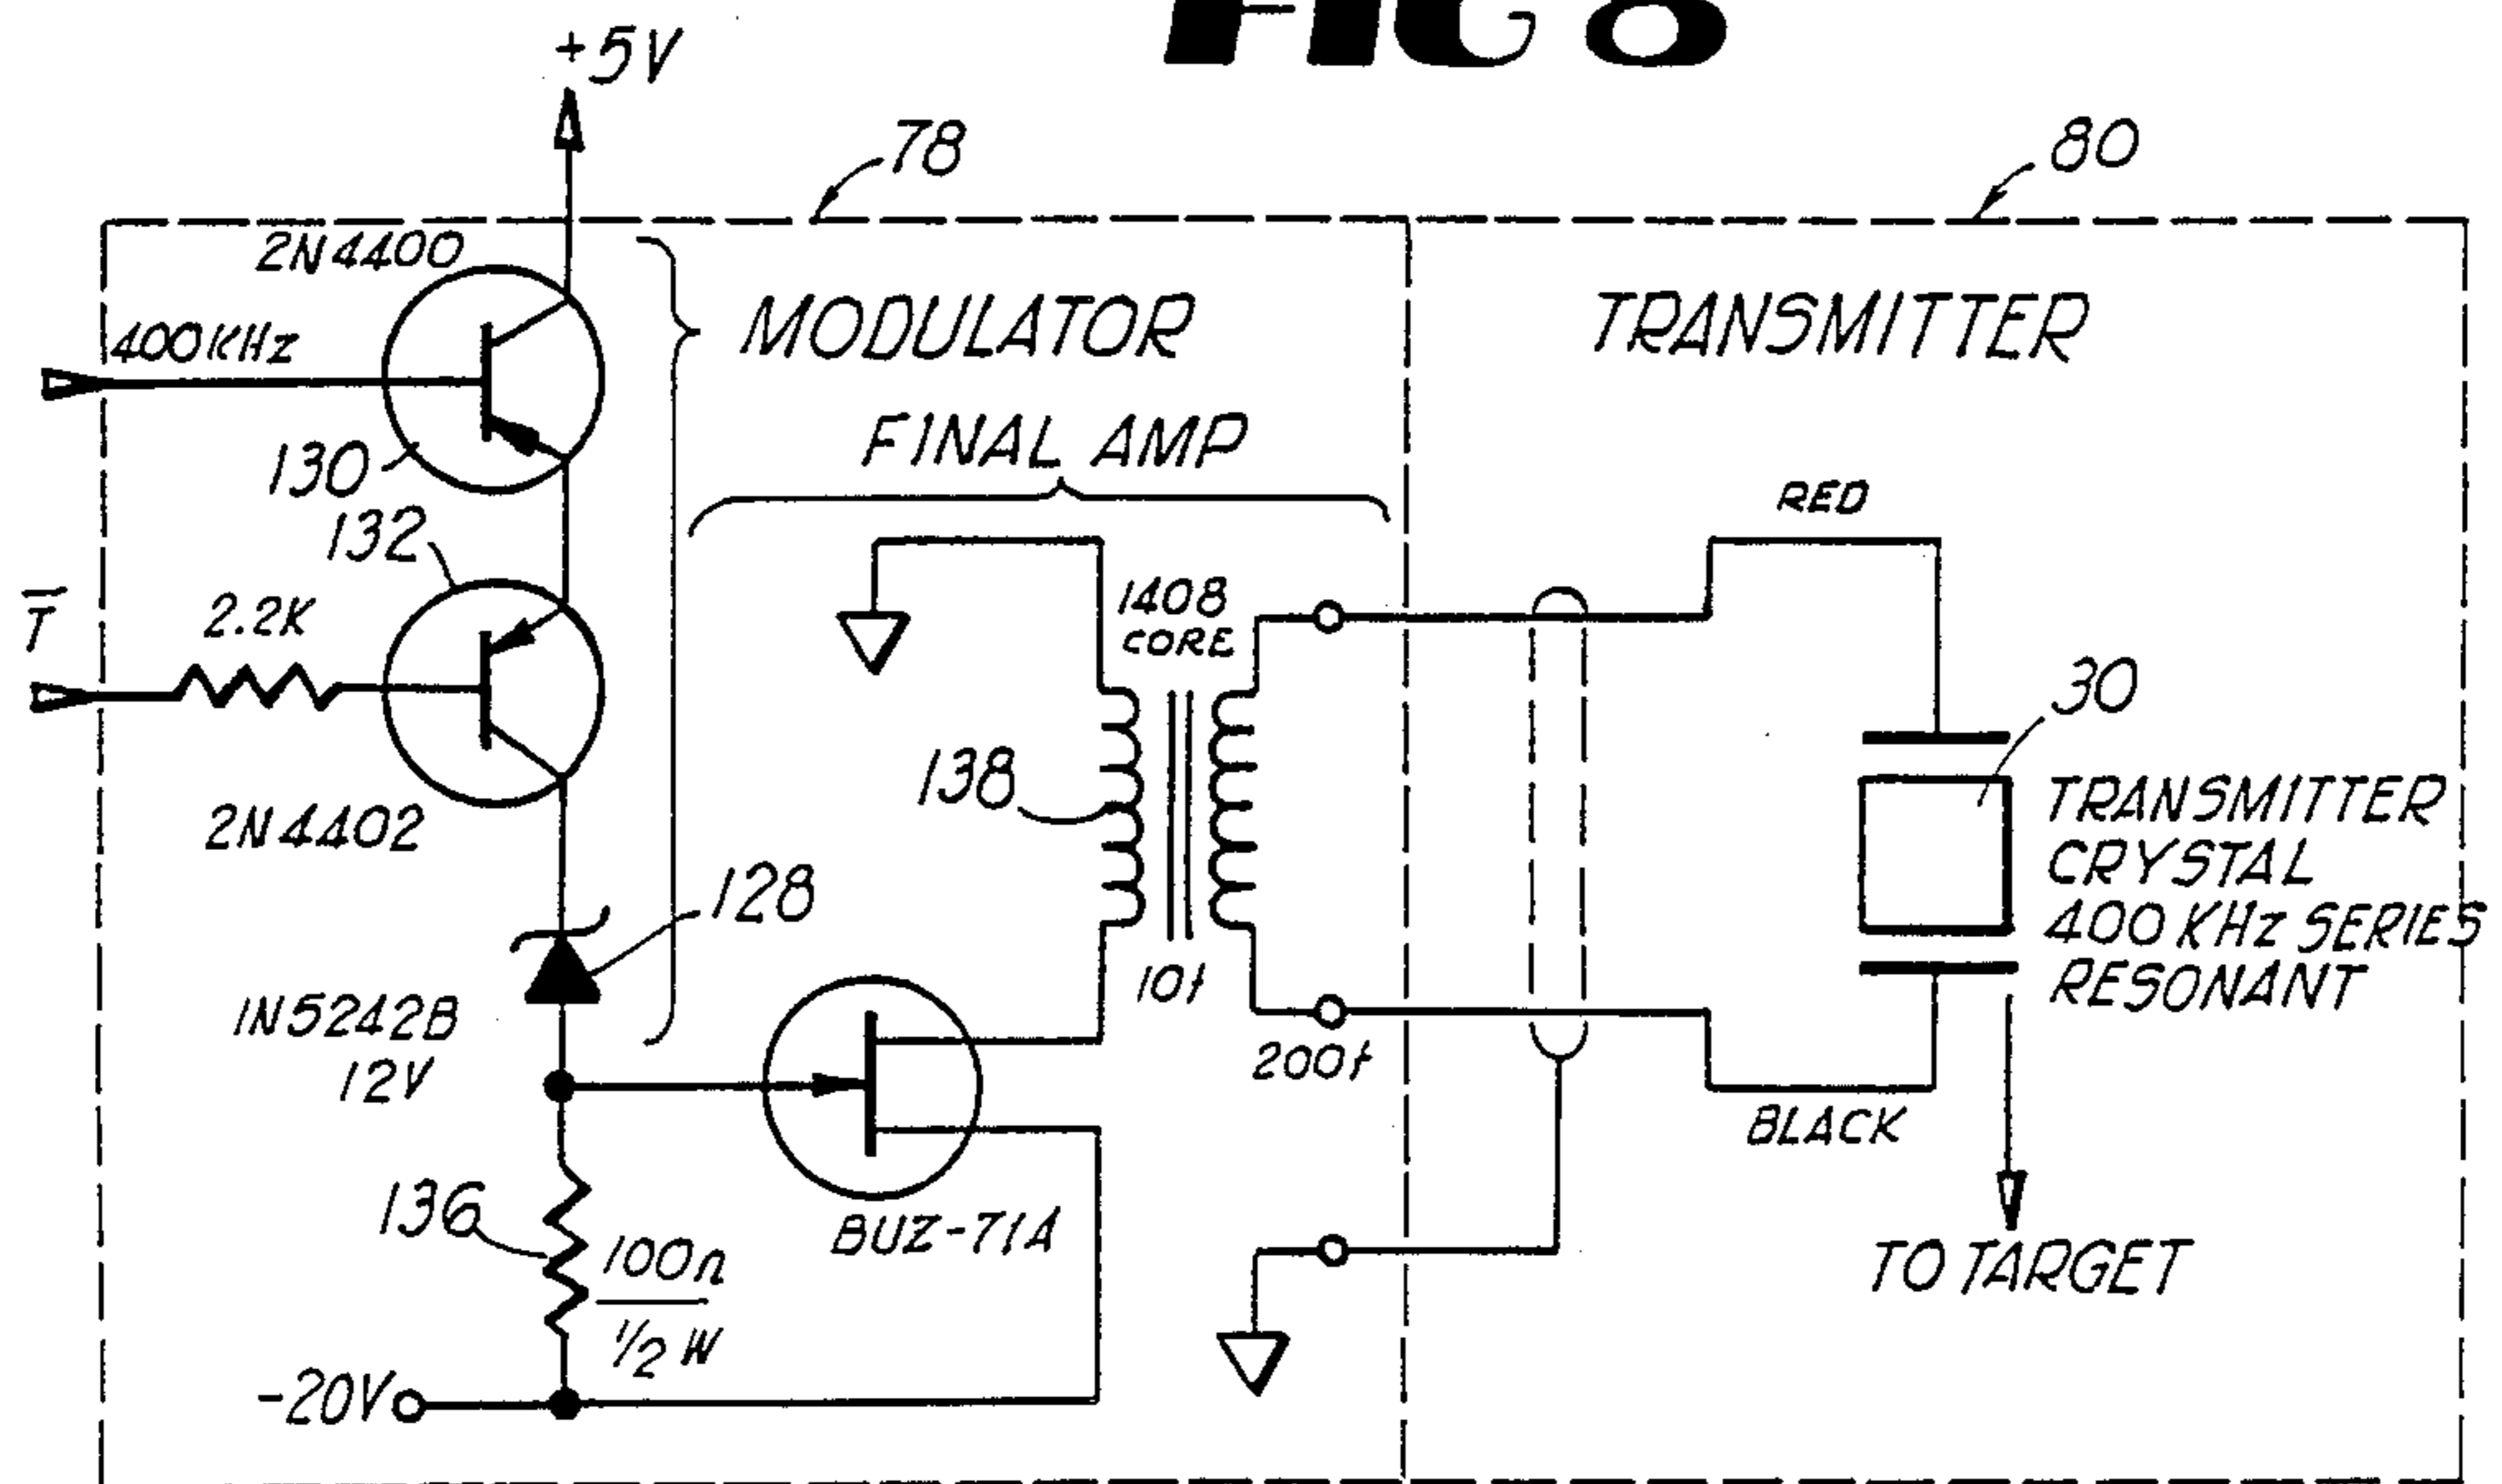 FIG 8
+5V
78
80
2N4400
MODULATOR
TRANSMITTER
400KHz
FINAL AMP
130
RED
132
1408
CORE
T̅
2.2K
30
138
TRANSMITTER
CRYSTAL
400 KHz SERIES
RESONANT
2N4402
128
10t
1N5242B
12V
200t
BLACK
136
BUZ-71A
100Ω
1/2 W
TO TARGET
-20V